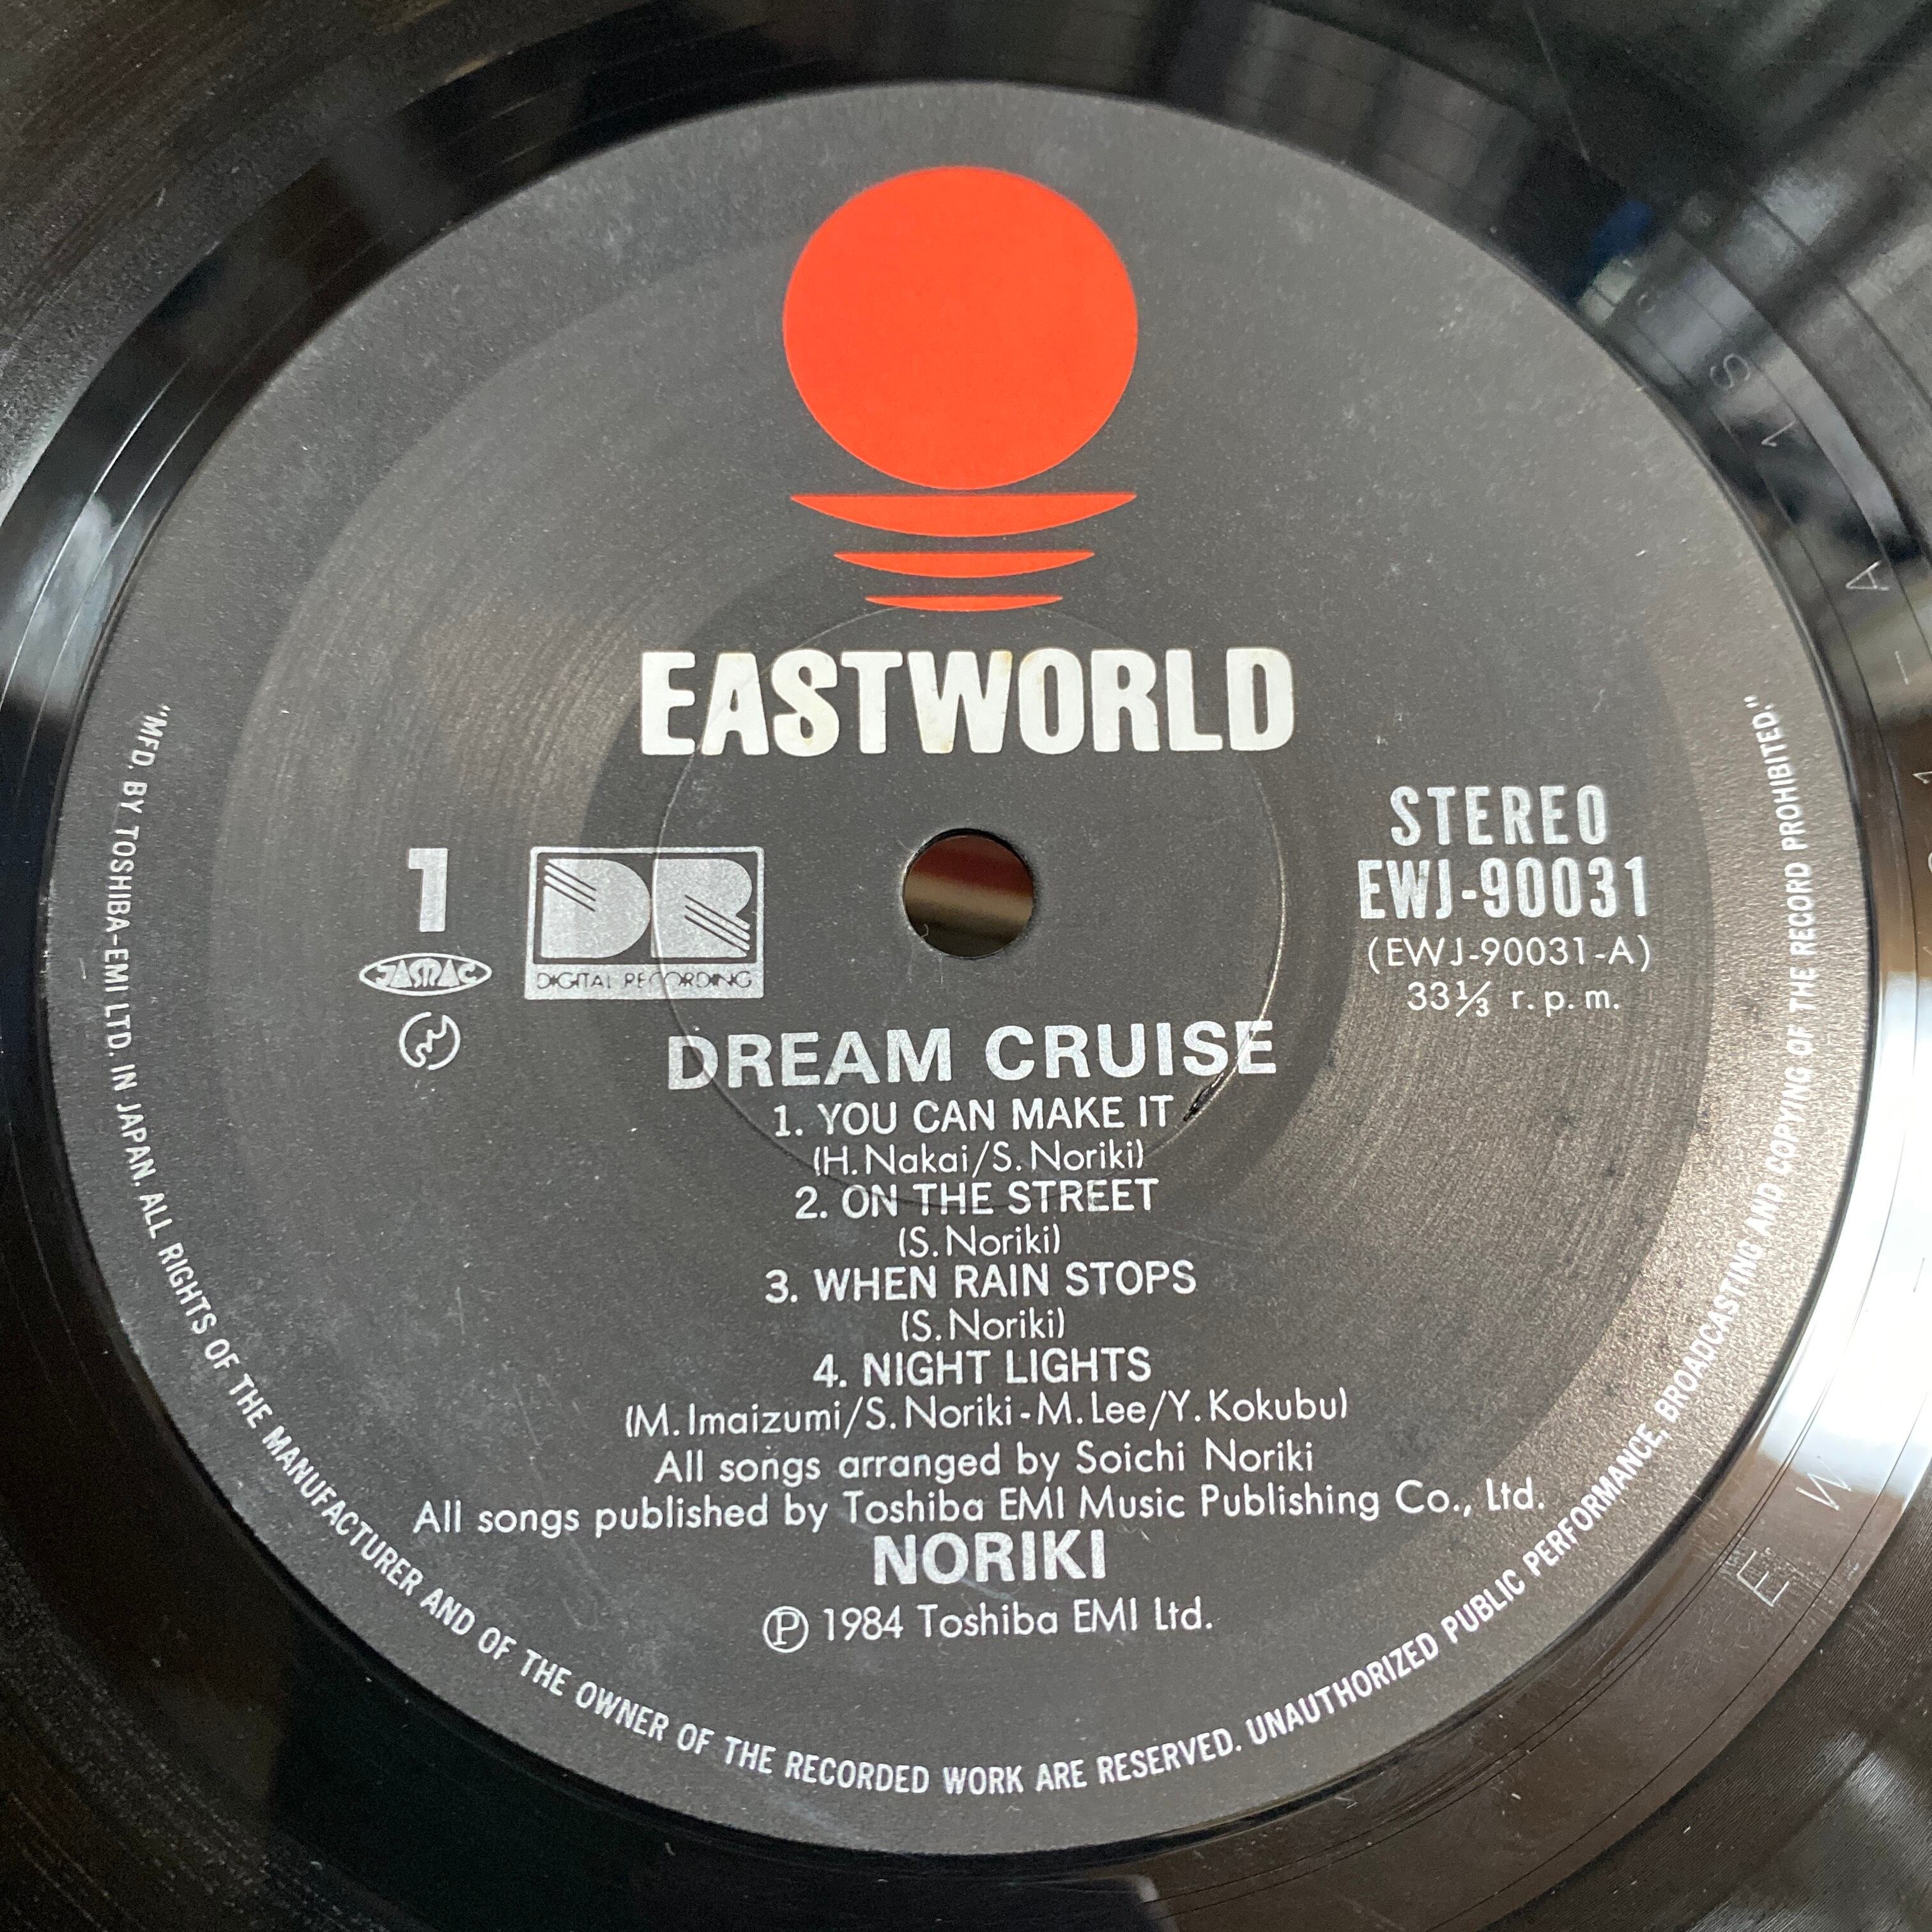 EASTWORLD
STEREO
EWJ-90031
(EWJ-90031-A)
33⅓ r.p.m.
1
JASRAC
DR
DIGITAL RECORDING
DREAM CRUISE
1. YOU CAN MAKE IT
(H. Nakai/S. Noriki)
2. ON THE STREET
(S. Noriki)
3. WHEN RAIN STOPS
(S. Noriki)
4. NIGHT LIGHTS
(M. Imaizumi/S. Noriki-M. Lee/Y. Kokubu)
All songs arranged by Soichi Noriki
All songs published by Toshiba EMI Music Publishing Co., Ltd.
NORIKI
Ⓟ 1984 Toshiba EMI Ltd.
"MFD. BY TOSHIBA-EMI LTD. IN JAPAN. ALL RIGHTS OF THE MANUFACTURER AND OF THE OWNER OF THE RECORDED WORK ARE RESERVED. UNAUTHORIZED PUBLIC PERFORMANCE, BROADCASTING AND COPYING OF THE RECORD PROHIBITED."